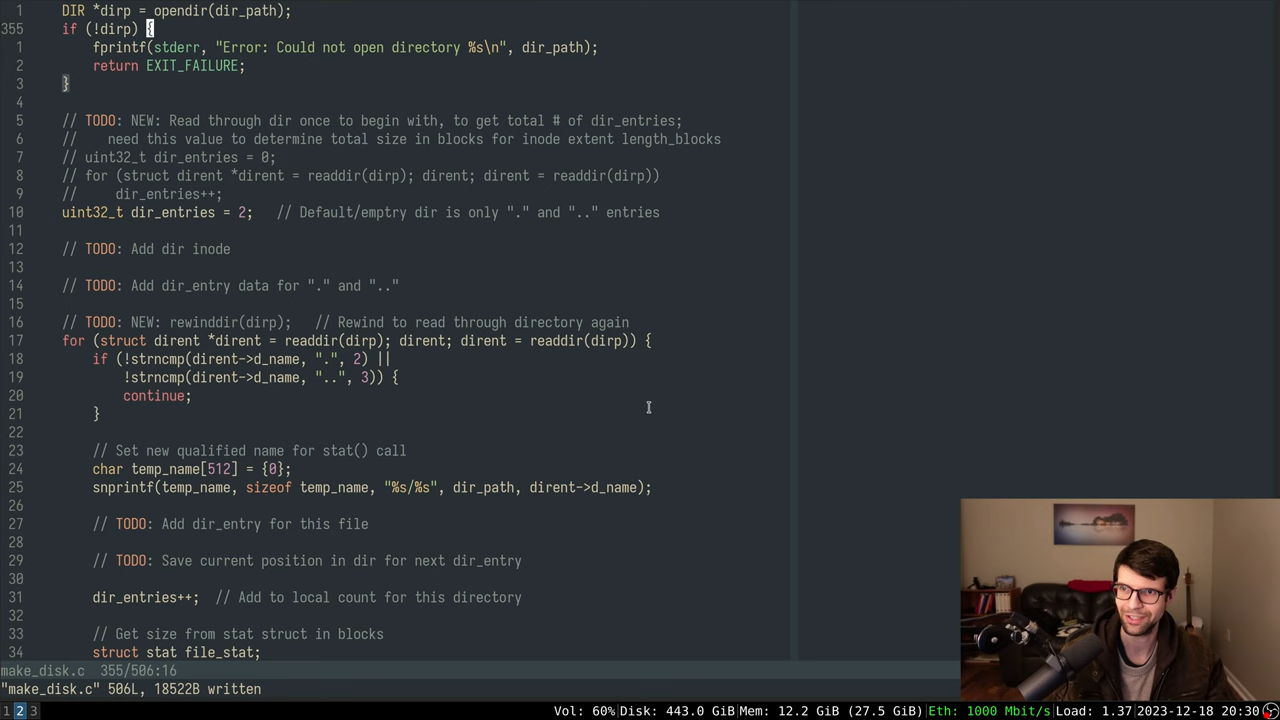 1 DIR *dirp = opendir(dir_path);
355 if (!dirp) {
1 fprintf(stderr, "Error: Could not open directory %s\n", dir_path);
2 return EXIT_FAILURE;
3 }
4
5 // TODO: NEW: Read through dir once to begin with, to get total # of dir_entries;
6 // need this value to determine total size in blocks for inode extent length_blocks
7 // uint32_t dir_entries = 0;
8 // for (struct dirent *dirent = readdir(dirp); dirent; dirent = readdir(dirp))
9 // dir_entries++;
10 uint32_t dir_entries = 2; // Default/emptry dir is only "." and ".." entries
11
12 // TODO: Add dir inode
13
14 // TODO: Add dir_entry data for "." and ".."
15
16 // TODO: NEW: rewinddir(dirp); // Rewind to read through directory again
17 for (struct dirent *dirent = readdir(dirp); dirent; dirent = readdir(dirp)) {
18 if (!strncmp(dirent->d_name, ".", 2) ||
19 !strncmp(dirent->d_name, "..", 3)) {
20 continue;
21 }
22
23 // Set new qualified name for stat() call
24 char temp_name[512] = {0};
25 snprintf(temp_name, sizeof temp_name, "%s/%s", dir_path, dirent->d_name);
26
27 // TODO: Add dir_entry for this file
28
29 // TODO: Save current position in dir for next dir_entry
30
31 dir_entries++; // Add to local count for this directory
32
33 // Get size from stat struct in blocks
34 struct stat file_stat;
make_disk.c 355/506:16
"make_disk.c" 506L, 18522B written
1 2 3 Vol: 60%|Disk: 443.0 GiB|Mem: 12.2 GiB (27.5 GiB)|Eth: 1000 Mbit/s|Load: 1.37|2023-12-18 20:30